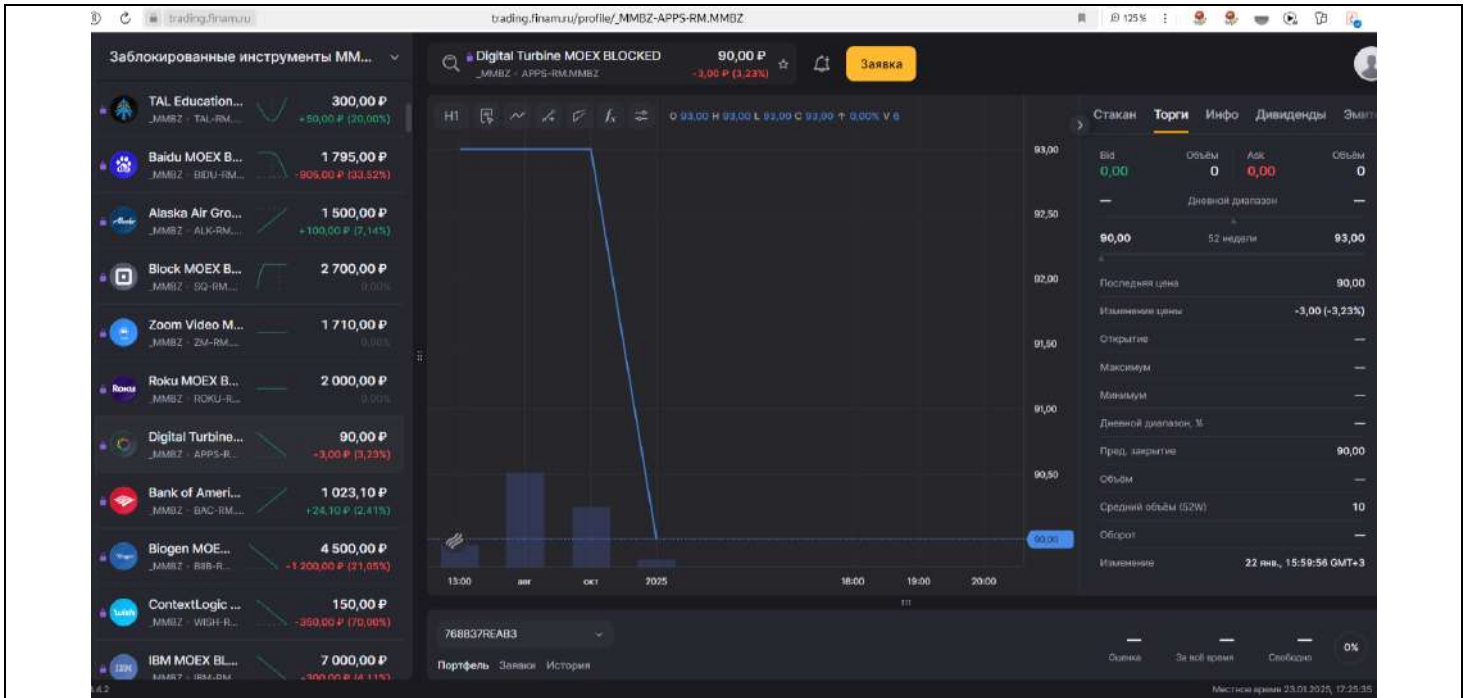 trading.finam.ru
trading.finam.ru/profile/_MMBZ-APPS-RM.MMBZ
125%
Заблокированные инструменты ММ...
Digital Turbine MOEX BLOCKED
90,00 ₽
_MMBZ · APPS-RM.MMBZ
-3,00 ₽ (3,23%)
Заявка
TAL Education...
300,00 ₽
_MMBZ · TAL-RM...
+50,00 ₽ (20,00%)
Baidu MOEX B...
1 795,00 ₽
_MMBZ · BIDU-RM...
-905,00 ₽ (33,52%)
Alaska Air Gro...
1 500,00 ₽
_MMBZ · ALK-RM....
+100,00 ₽ (7,14%)
Block MOEX B...
2 700,00 ₽
_MMBZ · SQ-RM....
0,00%
Zoom Video M...
1 710,00 ₽
_MMBZ · ZM-RM....
0,00%
Roku
Roku MOEX B...
2 000,00 ₽
_MMBZ · ROKU-R...
0,00%
Digital Turbine...
90,00 ₽
_MMBZ · APPS-R...
-3,00 ₽ (3,23%)
Bank of Ameri...
1 023,10 ₽
_MMBZ · BAC-RM....
+24,10 ₽ (2,41%)
Biogen MOE...
4 500,00 ₽
_MMBZ · BIIB-R...
-1 200,00 ₽ (21,05%)
ContextLogic ...
150,00 ₽
_MMBZ · WISH-R...
-350,00 ₽ (70,00%)
IBM MOEX BL...
7 000,00 ₽
_MMBZ · IBM-RM
-300,00 ₽ (4,11%)
H1
O 93,00 H 93,00 L 93,00 C 93,00 ↑ 0,00% V 6
93,00
92,50
92,00
91,50
91,00
90,50
90,00
13:00 авг окт 2025 18:00 19:00 20:00
Стакан Торги Инфо Дивиденды
Bid Объём Ask Объём
0,00 0 0,00 0
— Дневной диапазон —
90,00 52 недели 93,00
Последняя цена 90,00
Изменение цены -3,00 (-3,23%)
Открытие —
Максимум —
Минимум —
Дневной диапазон, % —
Пред. закрытие 90,00
Объём —
Средний объём (52W) 10
Оборот —
Изменение 22 янв., 15:59:56 GMT+3
768B37REAB3
Портфель Заявки История
— — — 0%
Оценка За всё время Свободно
Местное время 23.01.2025, 17:25:35